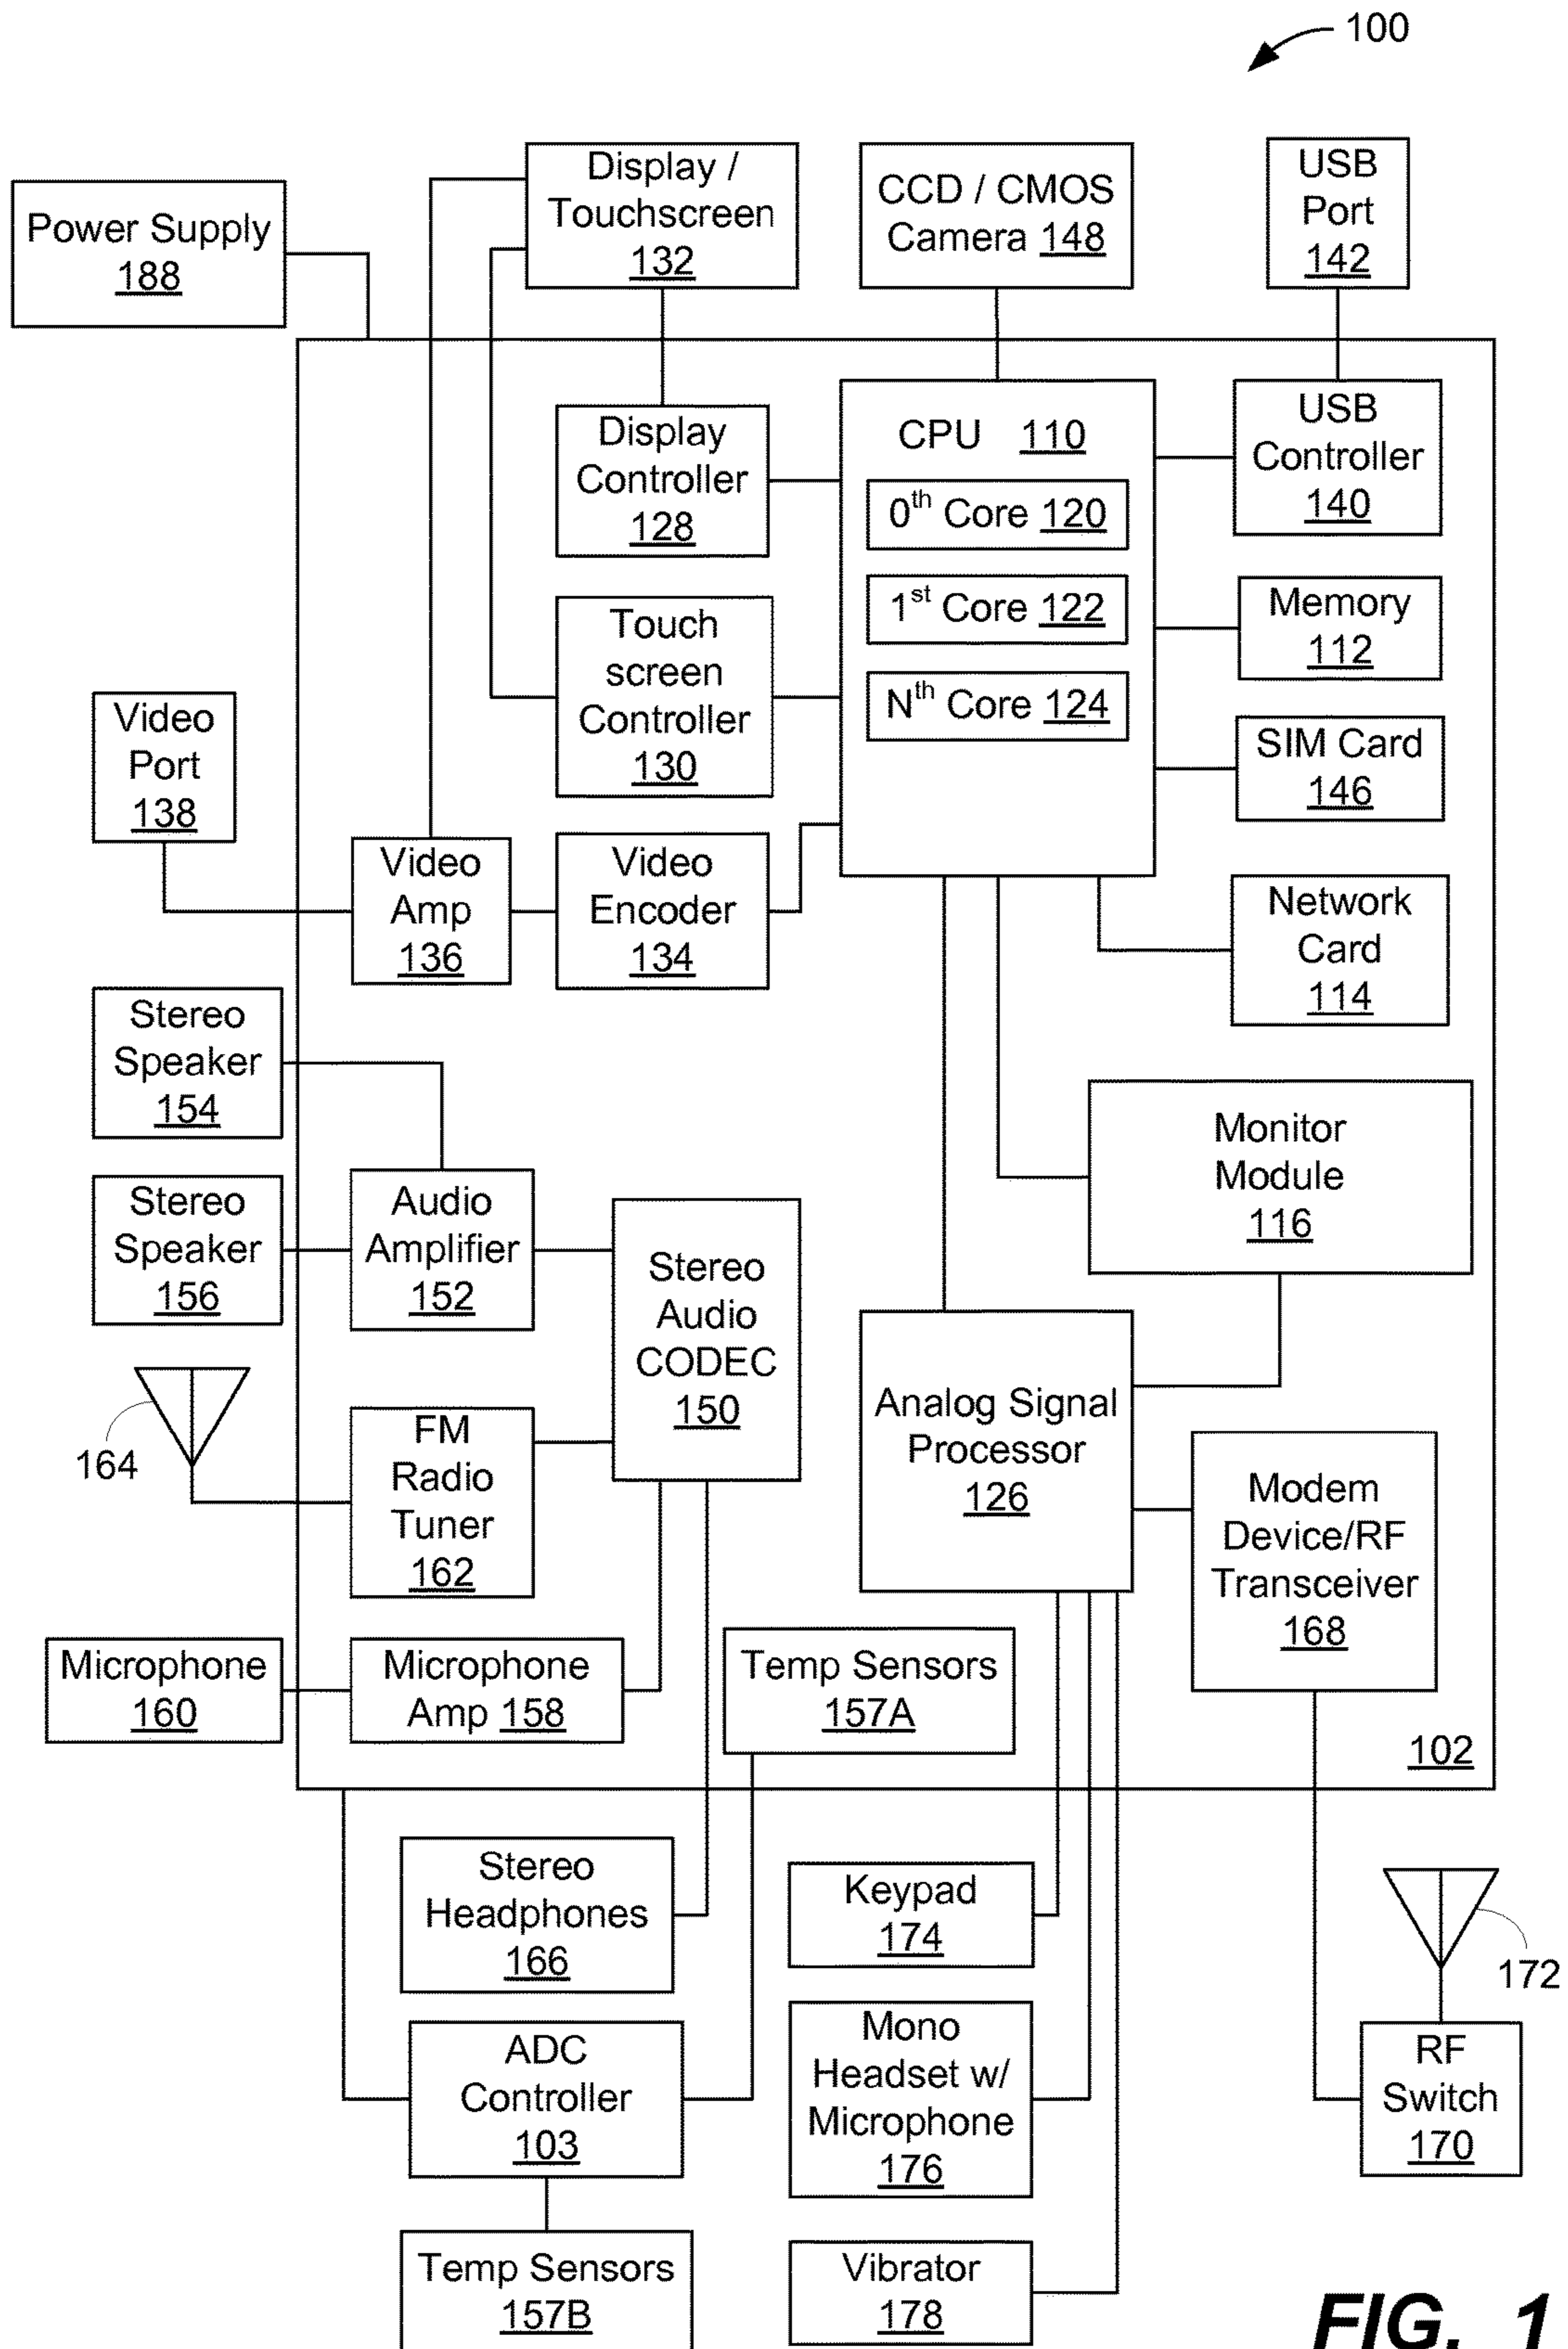 100
Display /
Touchscreen
132
CCD / CMOS
Camera 148
USB
Port
142
Power Supply
188
Display
Controller
128
CPU 110
0th Core 120
1st Core 122
Nth Core 124
USB
Controller
140
Memory
112
Touch
screen
Controller
130
SIM Card
146
Video
Port
138
Video
Amp
136
Video
Encoder
134
Network
Card
114
Stereo
Speaker
154
Monitor
Module
116
Stereo
Speaker
156
Audio
Amplifier
152
Stereo
Audio
CODEC
150
Analog Signal
Processor
126
164
FM
Radio
Tuner
162
Modem
Device/RF
Transceiver
168
Microphone
160
Microphone
Amp 158
Temp Sensors
157A
102
Stereo
Headphones
166
Keypad
174
172
ADC
Controller
103
Mono
Headset w/
Microphone
176
RF
Switch
170
Temp Sensors
157B
Vibrator
178
FIG. 1